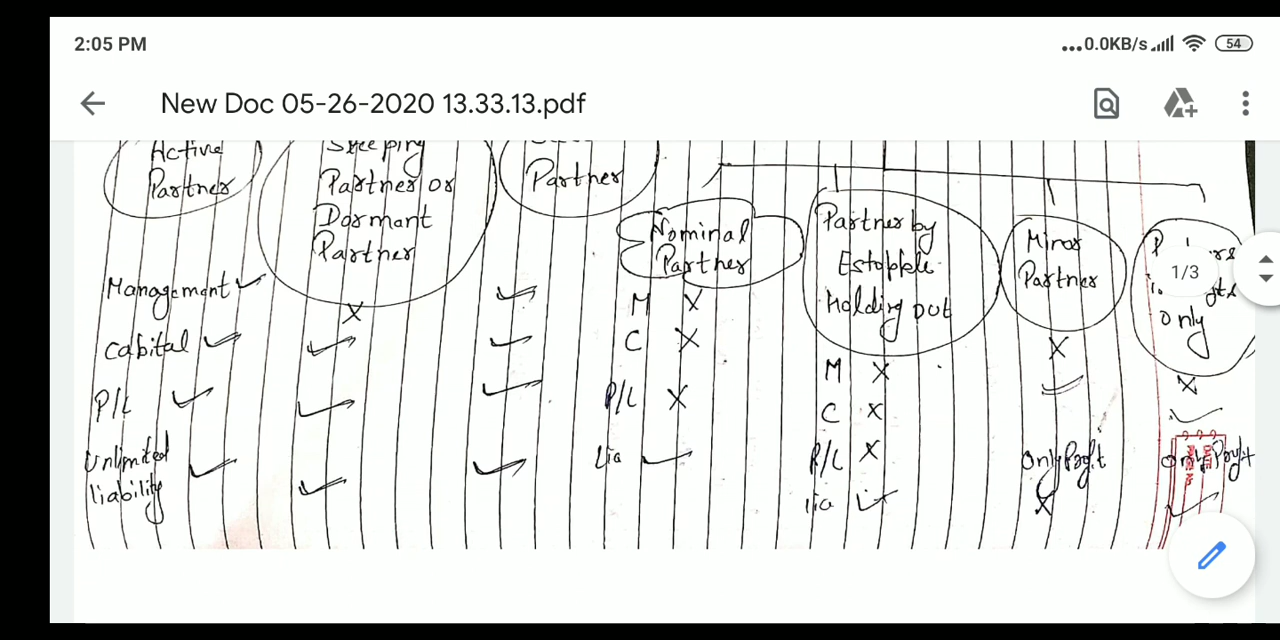 2:05 PM
...0.0KB/s
54
New Doc 05-26-2020 13.33.13.pdf
Active
Partner
Sleeping
Partner or
Dormant
Partner
Partner
Nominal
Partner
Partner by
Estopple
Holding out
Minor
Partner
only
1/3
Management ✓
X
✓
M X
Capital ✓
✓
✓
C X
X
M X
X
P/L ✓
✓
✓
P/L X
✓
C X
✓
Unlimited
liability ✓
✓
✓
Lia ✓
P/L X
Only Profit
Only Profit
lia ✓
X
✓